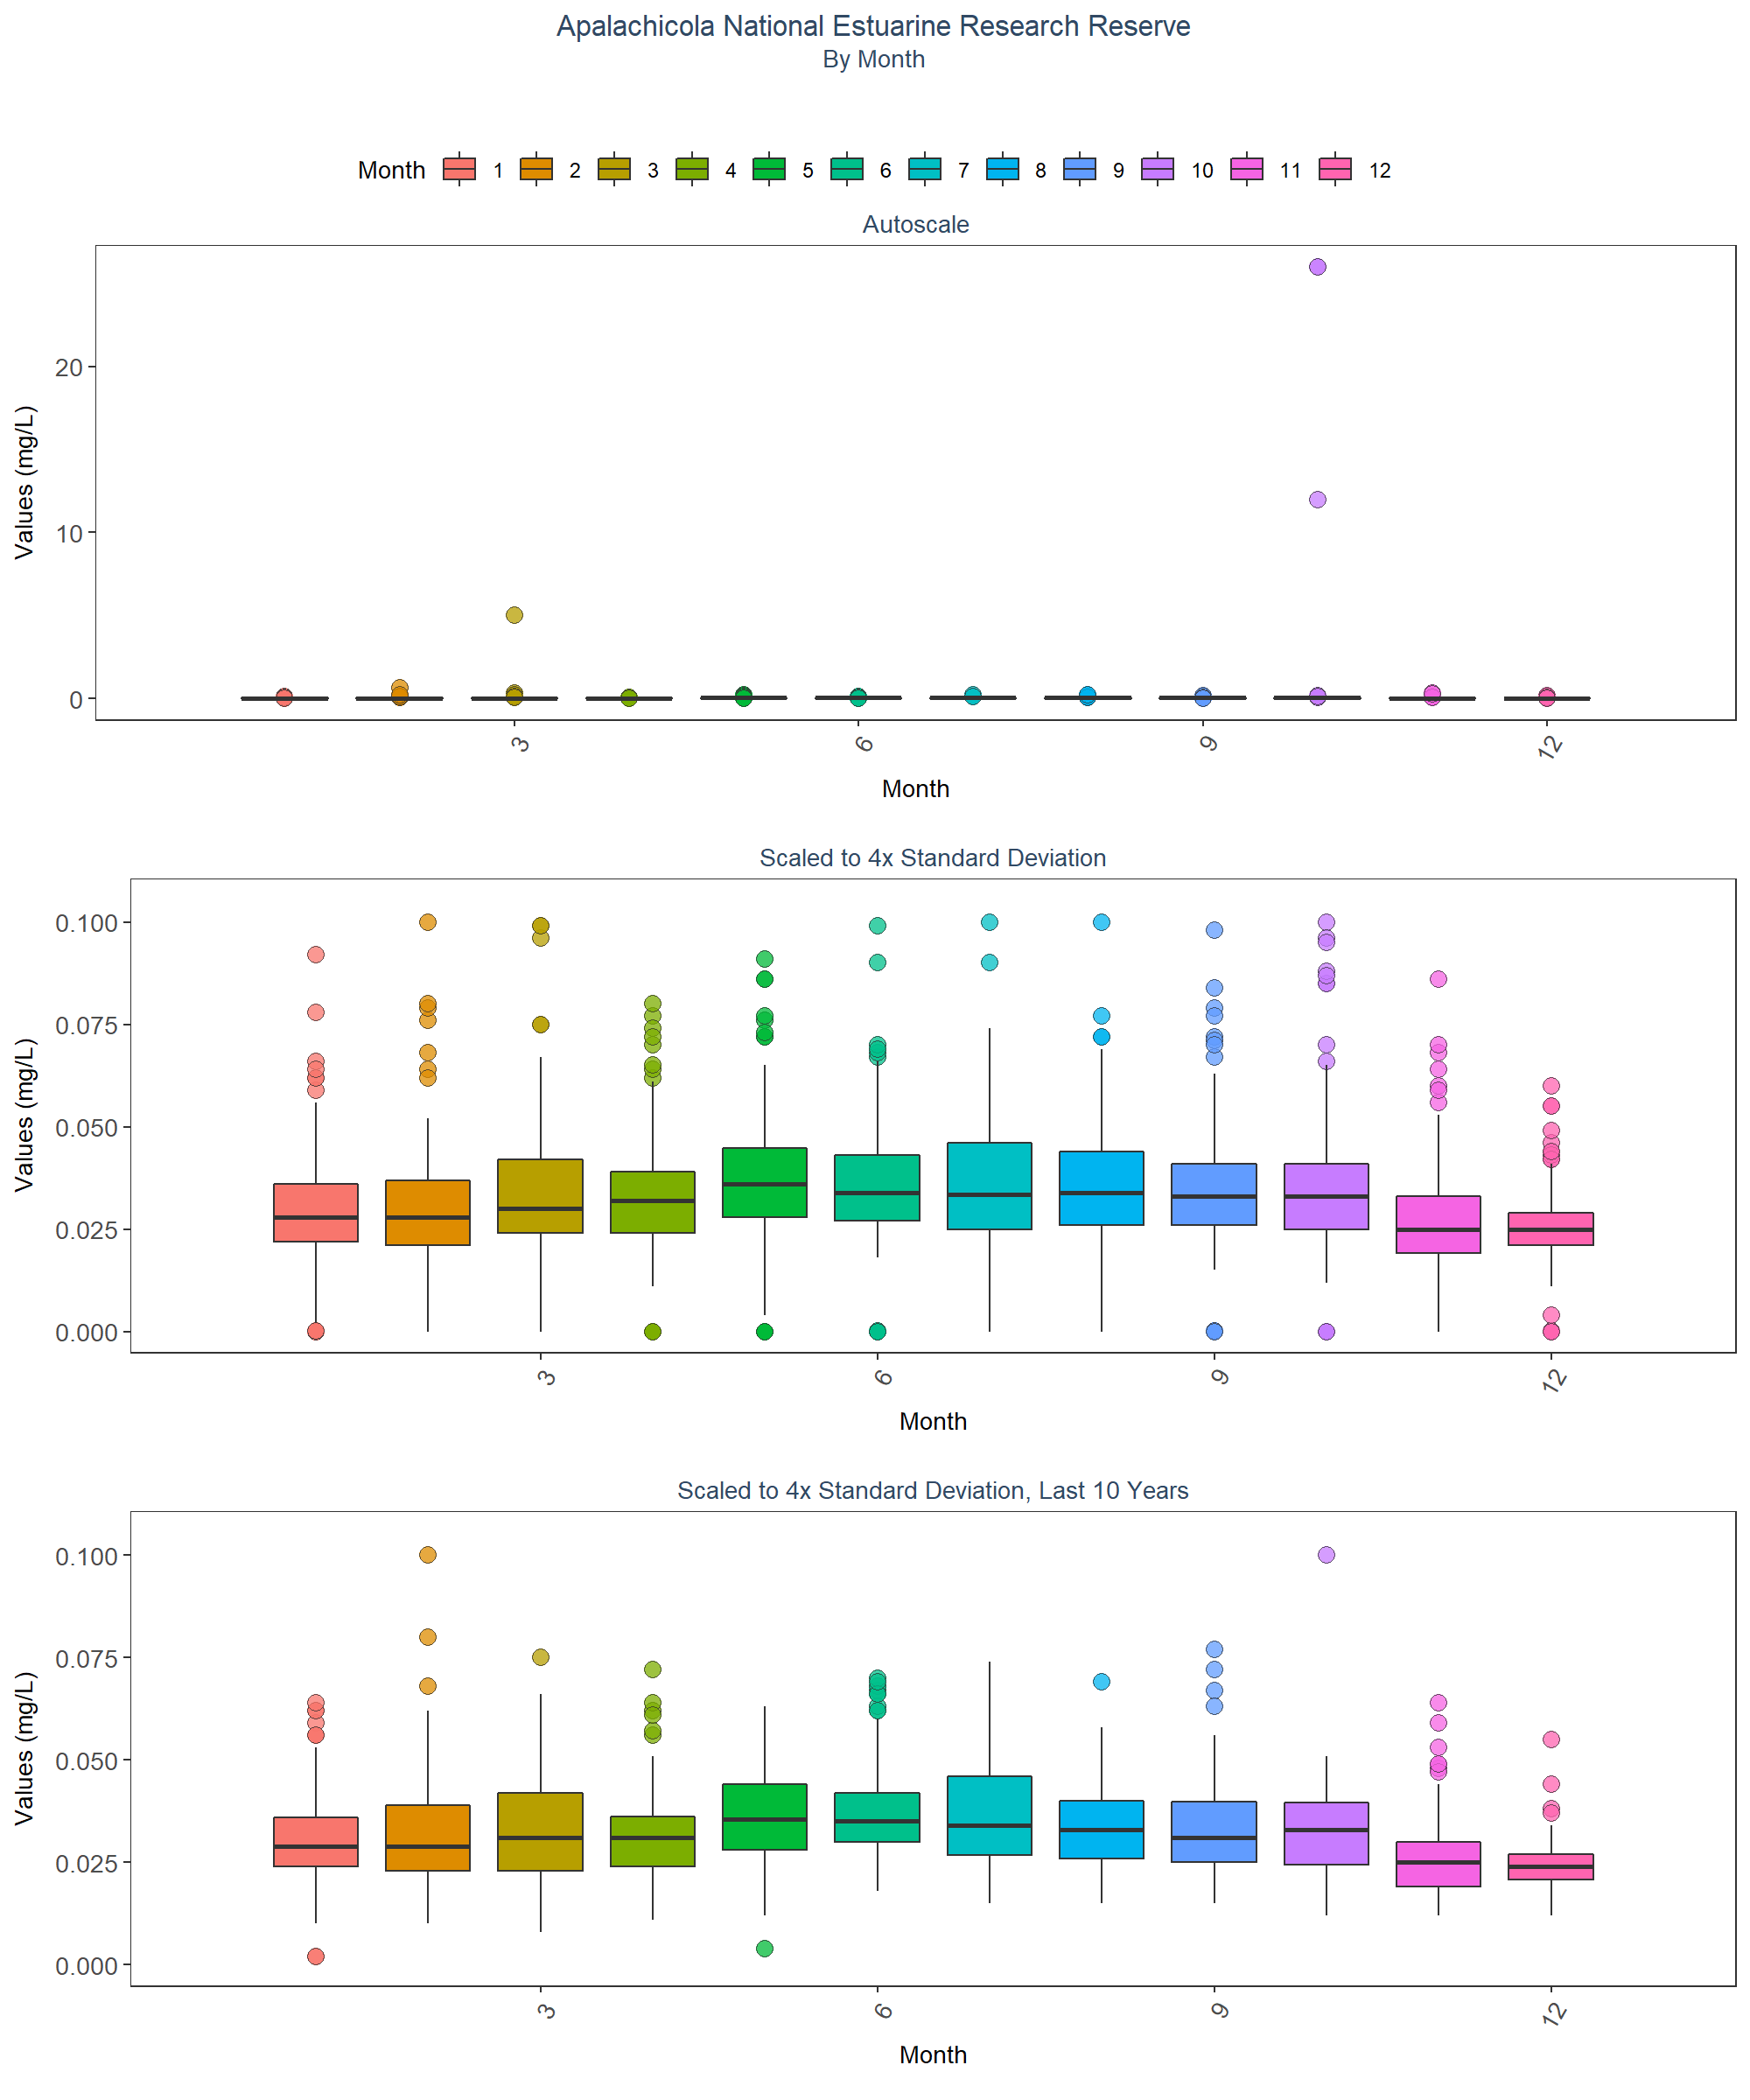 Apalachicola National Estuarine Research Reserve
By Month
Month 1 2 3 4 5 6 7 8 9 10 11 12
Autoscale
Values (mg/L)
20
10
0
3 6 9 12
Month
Scaled to 4x Standard Deviation
Values (mg/L)
0.100
0.075
0.050
0.025
0.000
3 6 9 12
Month
Scaled to 4x Standard Deviation, Last 10 Years
Values (mg/L)
0.100
0.075
0.050
0.025
0.000
3 6 9 12
Month